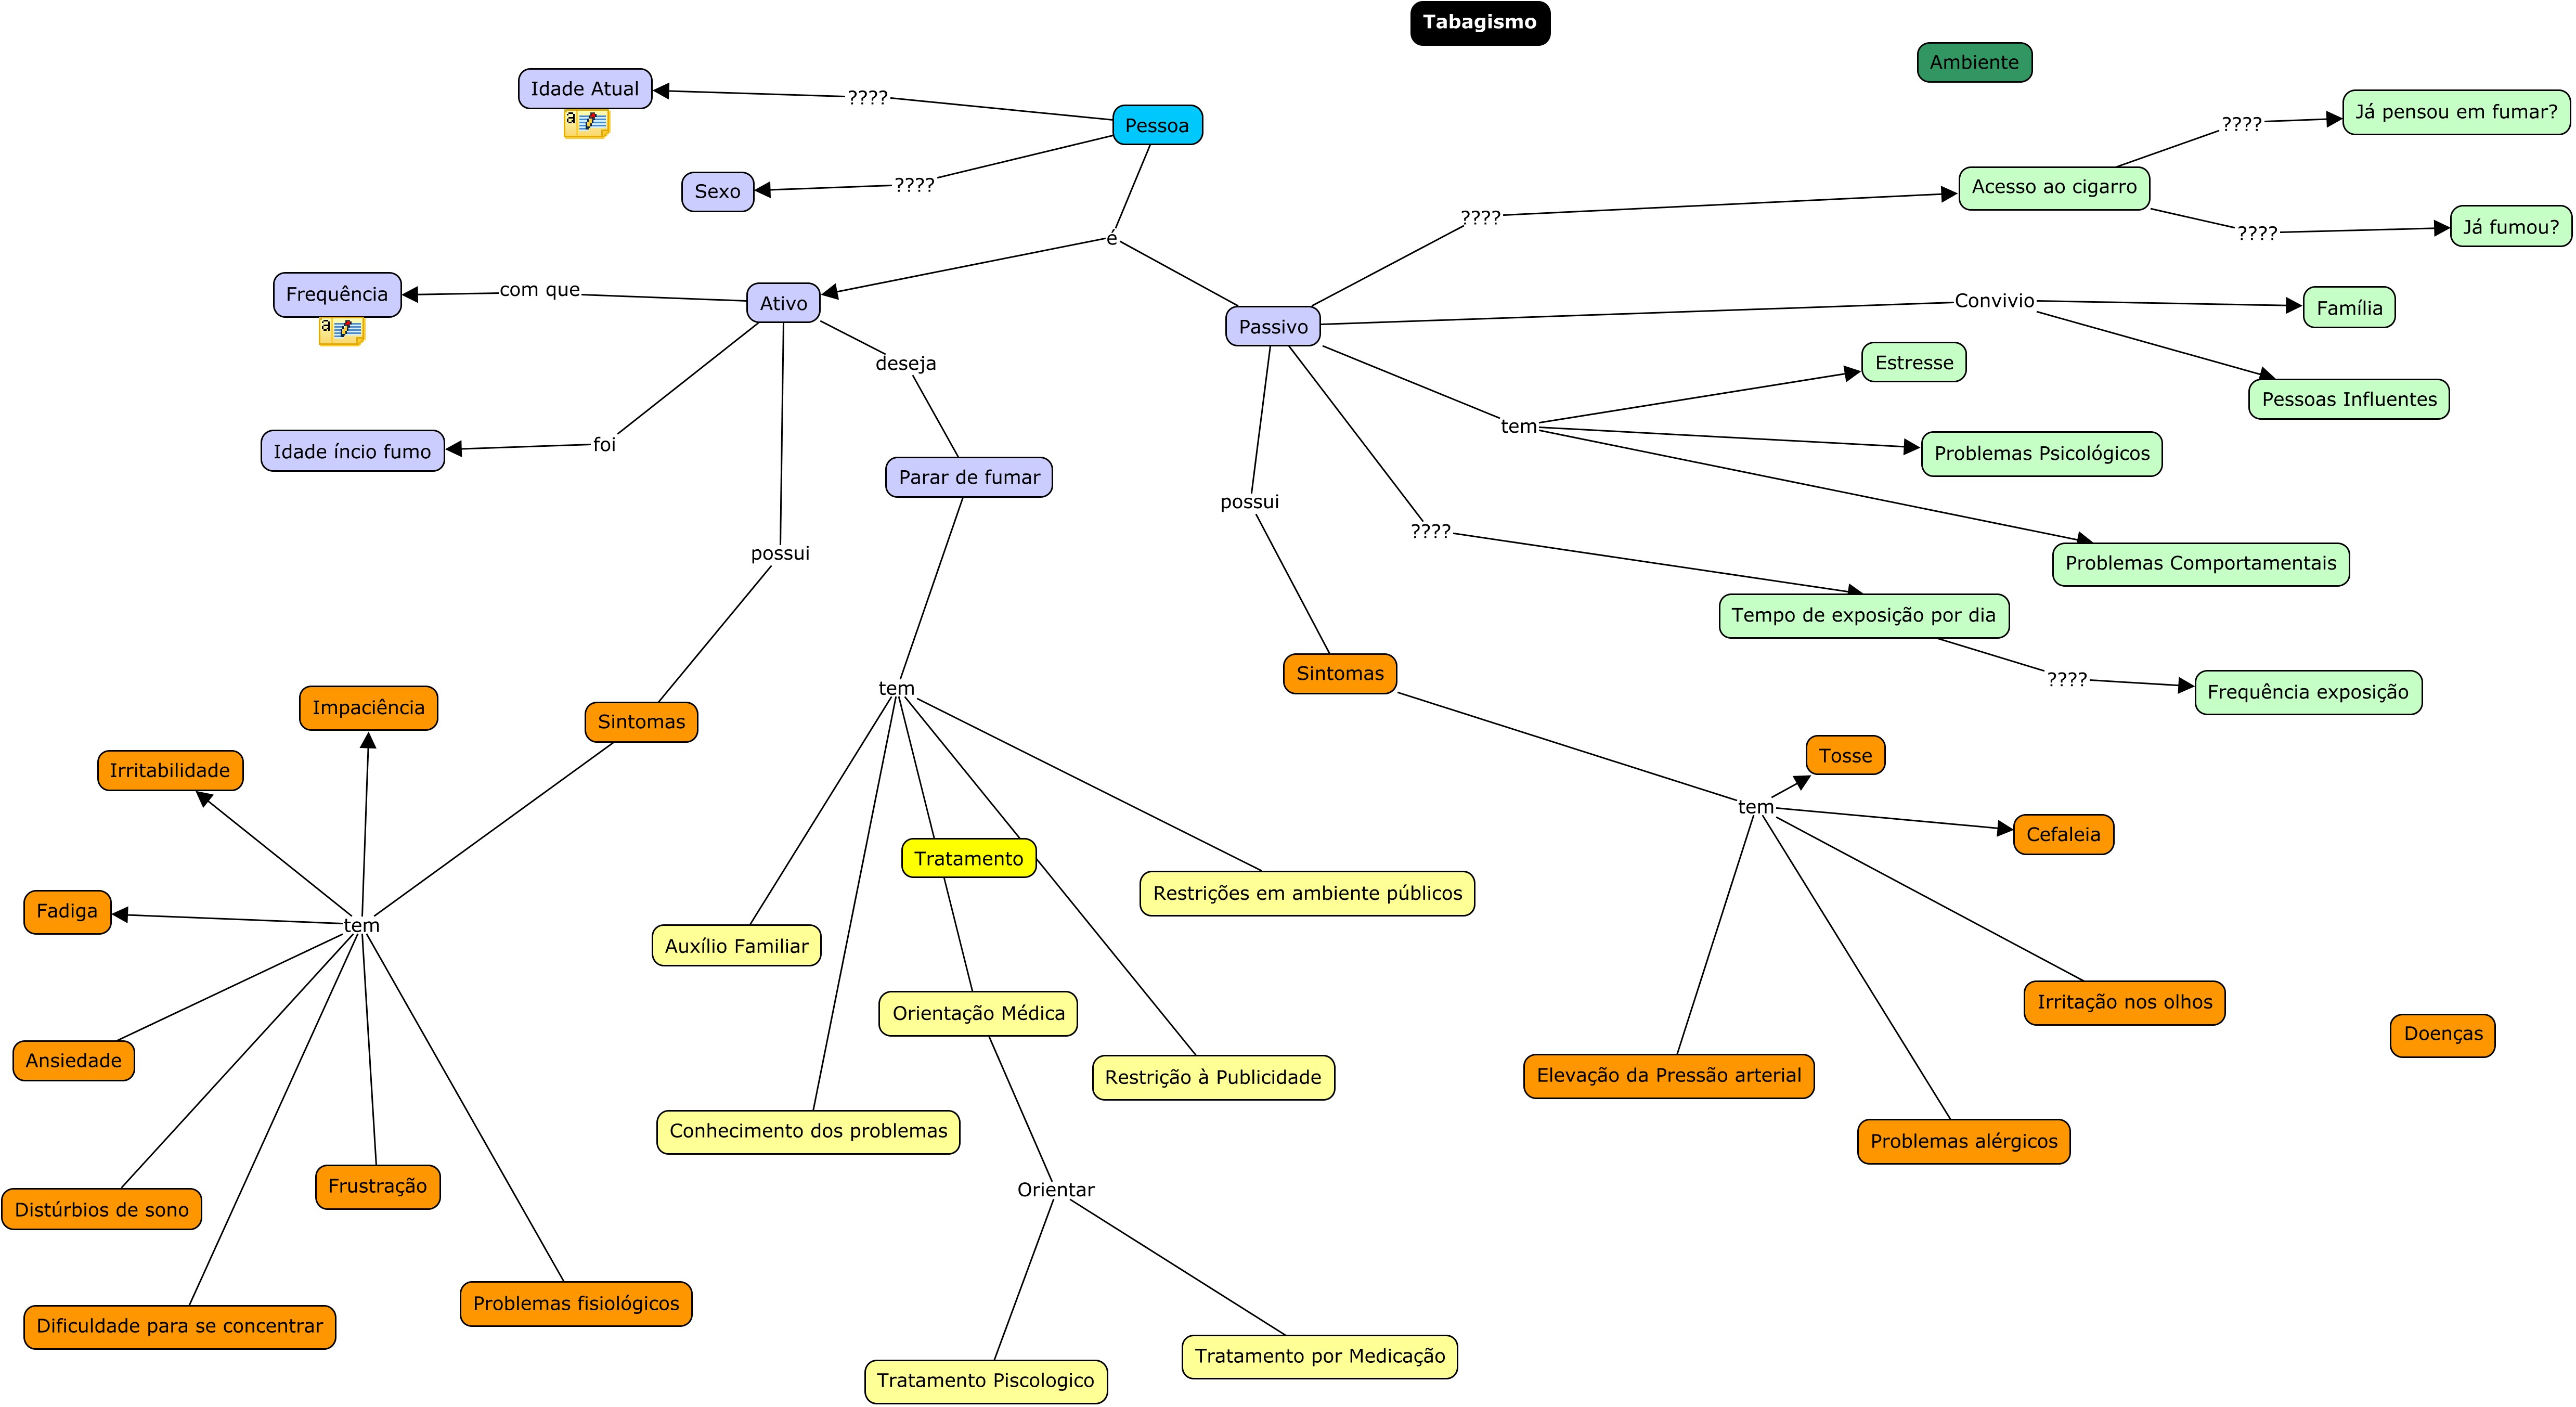 Tabagismo
Ambiente
Idade Atual
????
Já pensou em fumar?
????
Pessoa
Sexo
????
Acesso ao cigarro
????
Já fumou?
????
é
Frequência
com que
Ativo
Passivo
Convivio
Família
deseja
Estresse
Pessoas Influentes
Idade íncio fumo
foi
tem
Problemas Psicológicos
Parar de fumar
possui
????
possui
Problemas Comportamentais
Tempo de exposição por dia
Sintomas
????
Frequência exposição
Impaciência
Sintomas
tem
Irritabilidade
Tosse
tem
Cefaleia
Tratamento
Restrições em ambiente públicos
Fadiga
tem
Auxílio Familiar
Orientação Médica
Irritação nos olhos
Doenças
Ansiedade
Restrição à Publicidade
Elevação da Pressão arterial
Conhecimento dos problemas
Problemas alérgicos
Frustração
Orientar
Distúrbios de sono
Problemas fisiológicos
Dificuldade para se concentrar
Tratamento por Medicação
Tratamento Piscologico
a
a